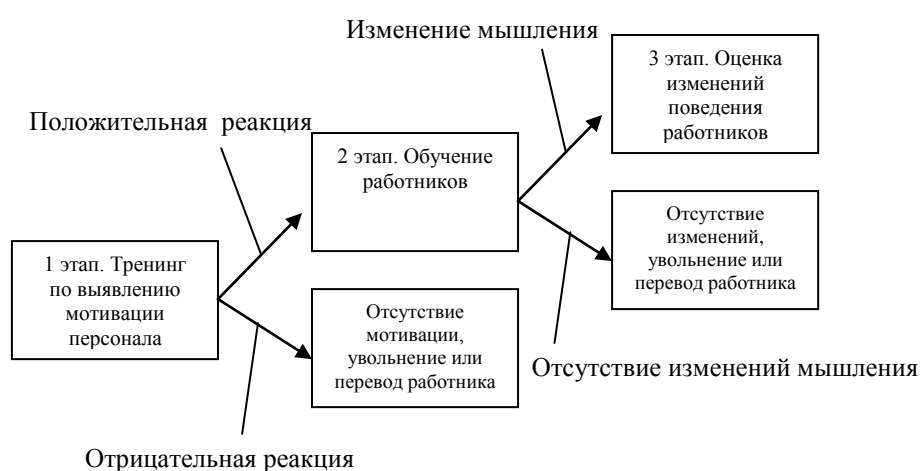 Изменение мышления
3 этап. Оценка
изменений
поведения
работников
Положительная реакция
2 этап. Обучение
работников
Отсутствие
изменений,
увольнение или
перевод работника
1 этап. Тренинг
по выявлению
мотивации
персонала
Отсутствие
мотивации,
увольнение или
перевод работника
Отсутствие изменений мышления
Отрицательная реакция